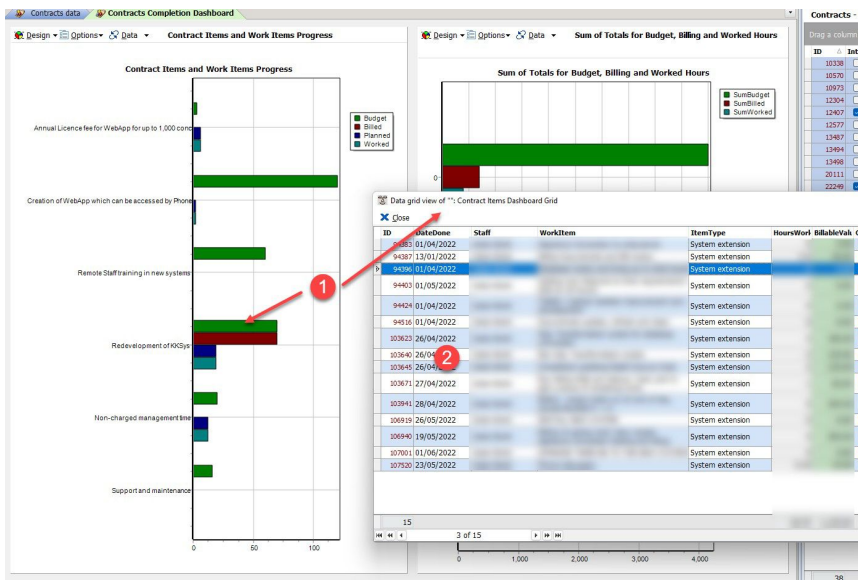 Contracts data
Contracts Completion Dashboard
Contracts -
Design
Options
Data
Contract Items and Work Items Progress
Design
Options
Data
Sum of Totals for Budget, Billing and Worked Hours
Drag a column
ID Int
10338
10570
10973
12304
12407
12577
13487
13494
13498
20111
22249
Contract Items and Work Items Progress
Budget
Billed
Planned
Worked
Annual Licence fee for WebApp for up to 1,000 conc
Creation of WebApp which can be accessed by Phone
Remote Staff training in new systems
Redevelopment of KKSys
Non-charged management time
Support and maintenance
0 50 100
1
Sum of Totals for Budget, Billing and Worked Hours
SumBudget
SumBilled
SumWorked
0
Data grid view of "": Contract Items Dashboard Grid
Close
ID DateDone Staff WorkItem ItemType HoursWork BillableValu
94383 01/04/2022 System extension
94387 13/01/2022 System extension
94396 01/04/2022 System extension
94403 01/05/2022 System extension
94424 01/04/2022 System extension
94516 01/04/2022 System extension
103623 26/04/2022 System extension
103640 26/04/ System extension
103645 26/04/2022 System extension
103671 27/04/2022 System extension
103941 28/04/2022 System extension
106919 26/05/2022 System extension
106940 19/05/2022 System extension
107001 01/06/2022 System extension
107520 23/05/2022 System extension
2
15
3 of 15
0 1,000 2,000 3,000 4,000
38